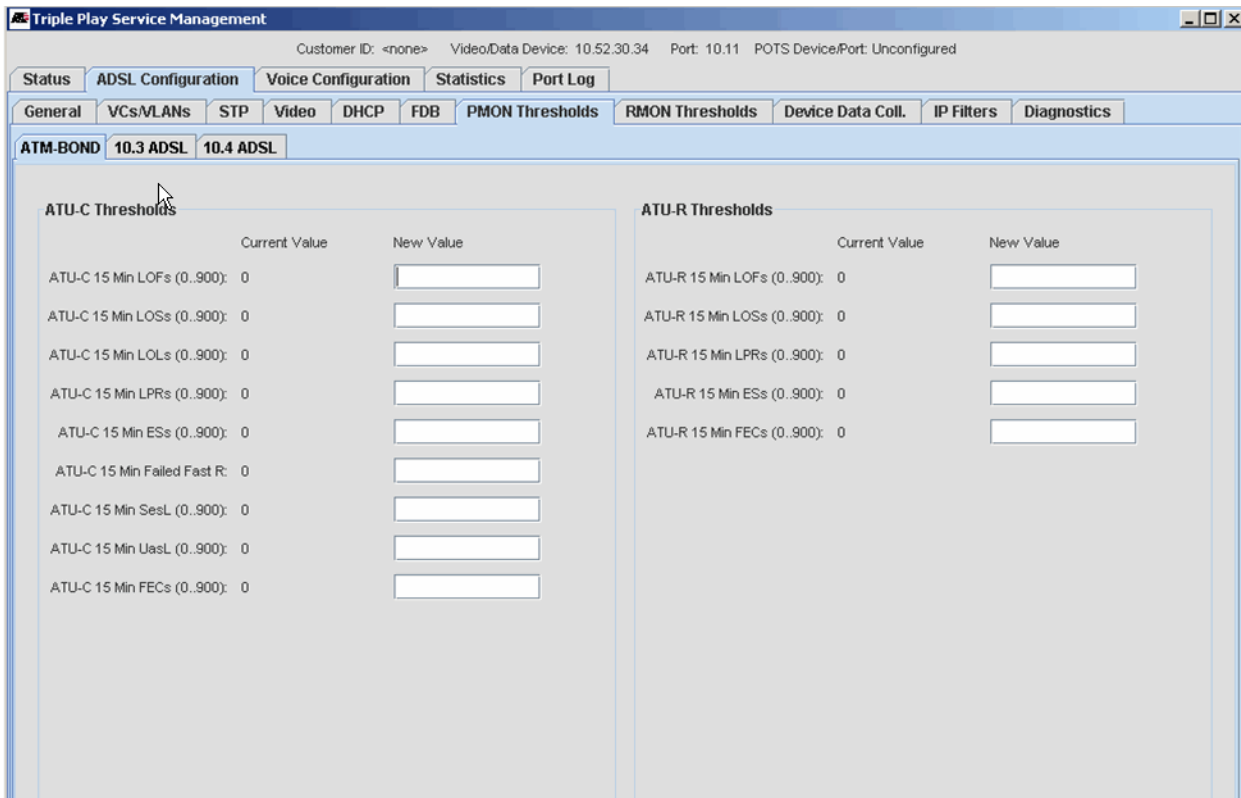 Triple Play Service Management
Customer ID: <none> Video/Data Device: 10.52.30.34 Port: 10.11 POTS Device/Port: Unconfigured
Status ADSL Configuration Voice Configuration Statistics Port Log
General VCs/VLANs STP Video DHCP FDB PMON Thresholds RMON Thresholds Device Data Coll. IP Filters Diagnostics
ATM-BOND 10.3 ADSL 10.4 ADSL
ATU-C Thresholds
Current Value New Value
ATU-C 15 Min LOFs (0..900): 0
ATU-C 15 Min LOSs (0..900): 0
ATU-C 15 Min LOLs (0..900): 0
ATU-C 15 Min LPRs (0..900): 0
ATU-C 15 Min ESs (0..900): 0
ATU-C 15 Min Failed Fast R: 0
ATU-C 15 Min SesL (0..900): 0
ATU-C 15 Min UasL (0..900): 0
ATU-C 15 Min FECs (0..900): 0
ATU-R Thresholds
Current Value New Value
ATU-R 15 Min LOFs (0..900): 0
ATU-R 15 Min LOSs (0..900): 0
ATU-R 15 Min LPRs (0..900): 0
ATU-R 15 Min ESs (0..900): 0
ATU-R 15 Min FECs (0..900): 0